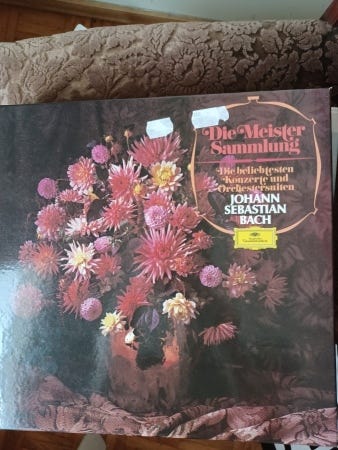 Die Meister
Sammlung
Die beliebtesten
Konzerte und
Orchestersuiten
JOHANN
SEBASTIAN
BACH